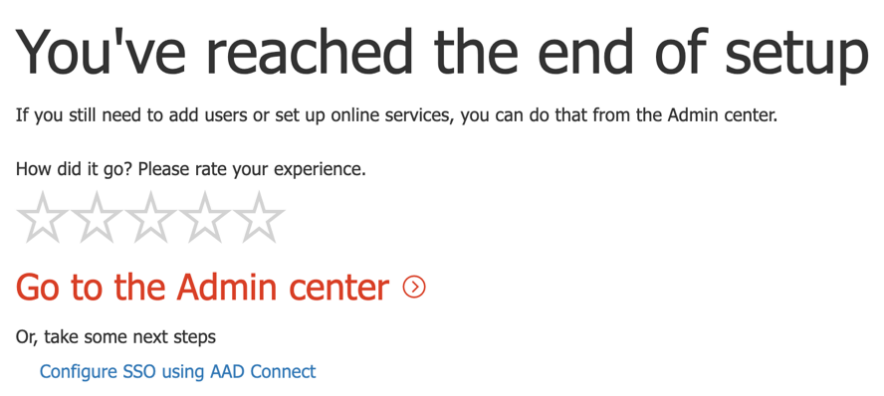 You've reached the end of setup
If you still need to add users or set up online services, you can do that from the Admin center.
How did it go? Please rate your experience.
Go to the Admin center
Or, take some next steps
Configure SSO using AAD Connect